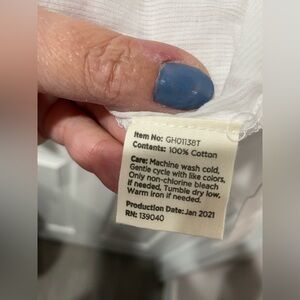 Item No: GH01138T
Contents: 100% Cotton
Care: Machine wash cold,
Gentle cycle with like colors,
Only non-chlorine bleach
if needed, Tumble dry low,
Warm iron if needed.
Production Date: Jan 2021
RN: 139040